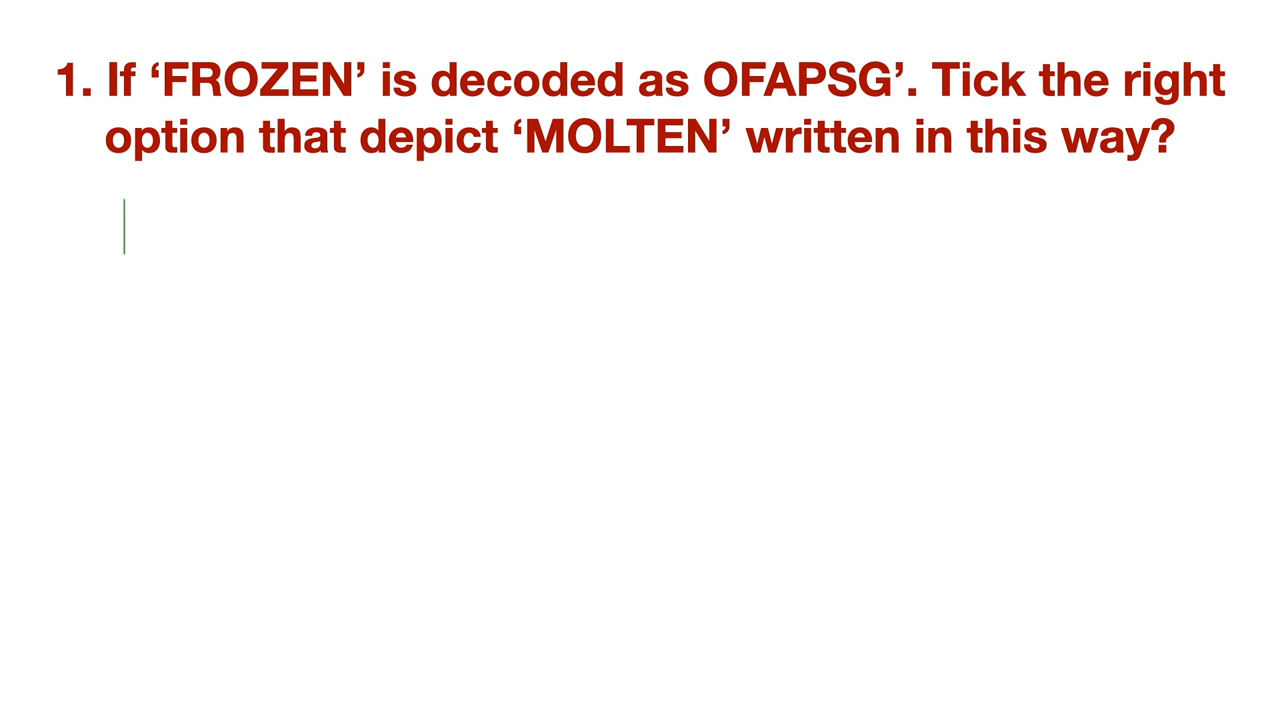 1. If ‘FROZEN’ is decoded as OFAPSG’. Tick the right
option that depict ‘MOLTEN’ written in this way?